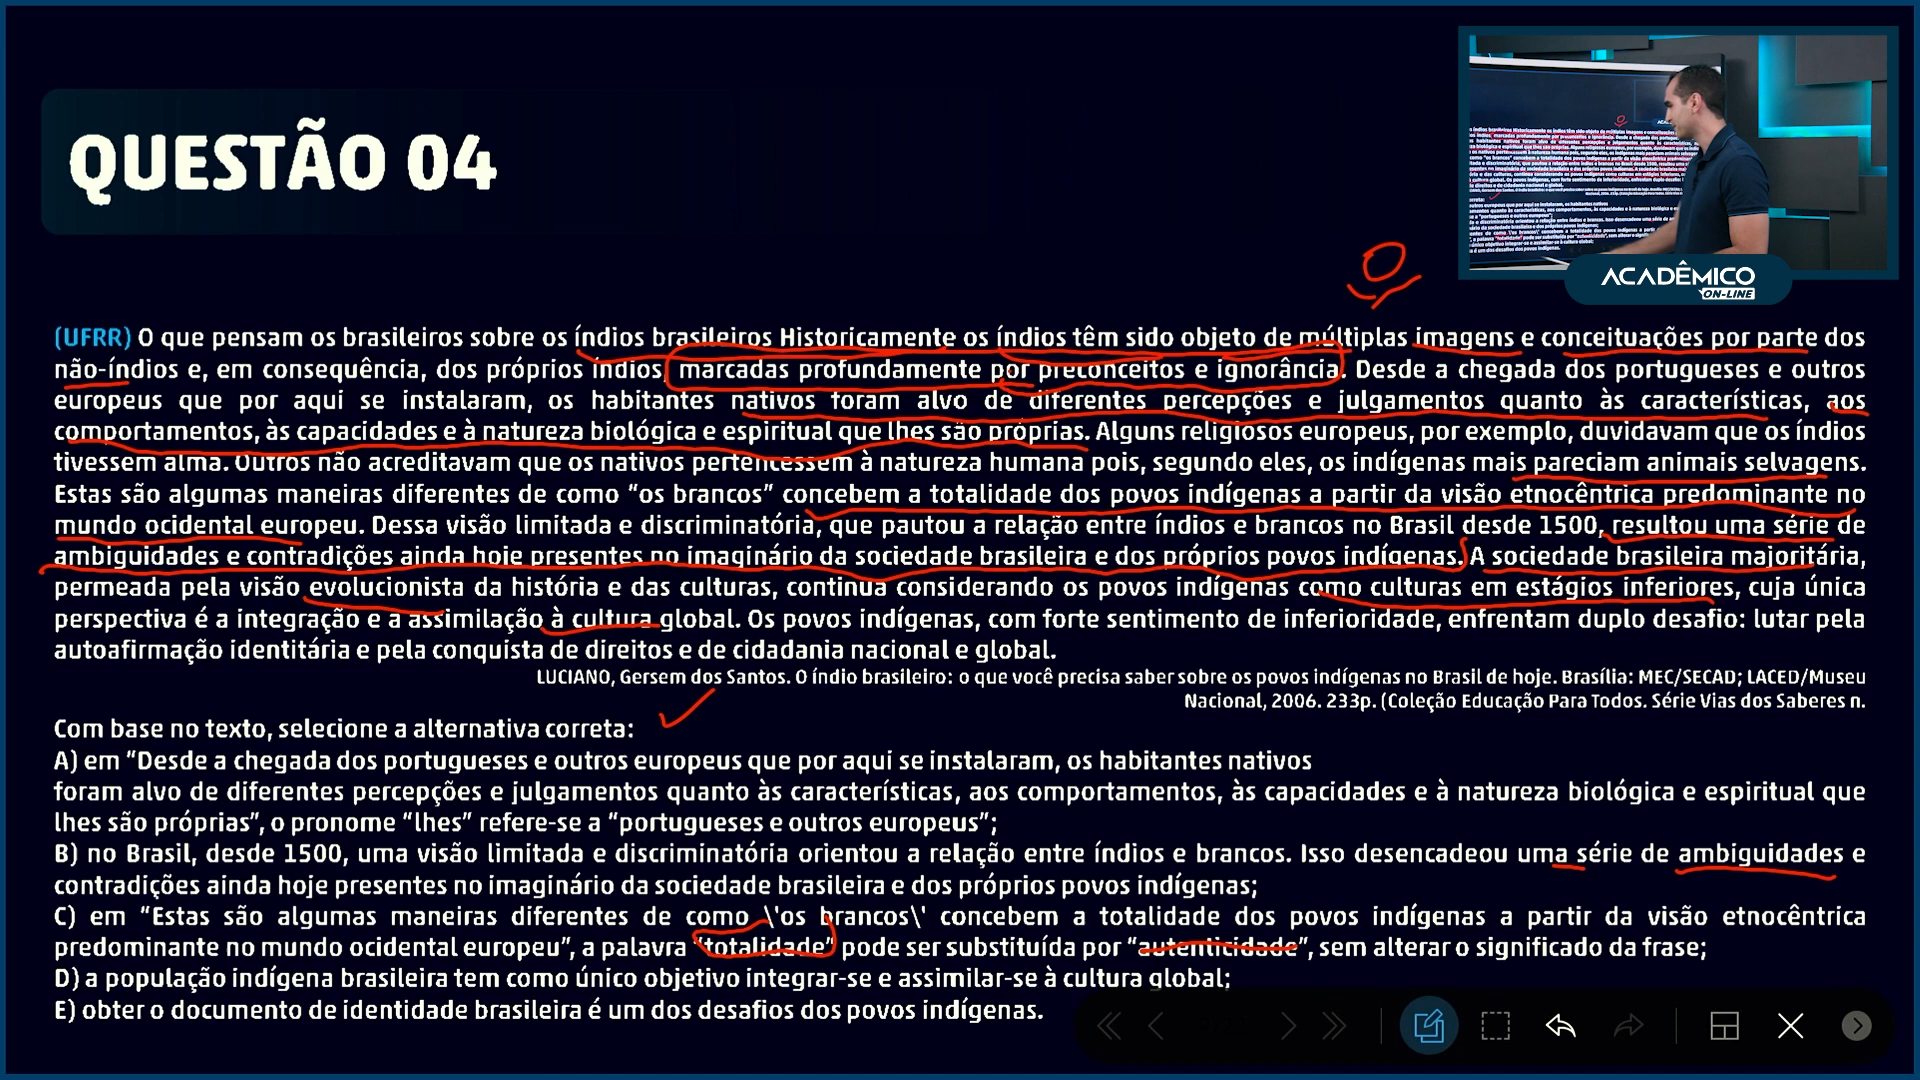 QUESTÃO 04
ACADÊMICO
ON-LINE
(UFRR) O que pensam os brasileiros sobre os índios brasileiros Historicamente os índios têm sido objeto de múltiplas imagens e conceituações por parte dos
não-índios e, em consequência, dos próprios índios, marcadas profundamente por preconceitos e ignorância. Desde a chegada dos portugueses e outros
europeus que por aqui se instalaram, os habitantes nativos foram alvo de diferentes percepções e julgamentos quanto às características, aos
comportamentos, às capacidades e à natureza biológica e espiritual que lhes são próprias. Alguns religiosos europeus, por exemplo, duvidavam que os índios
tivessem alma. Outros não acreditavam que os nativos pertencessem à natureza humana pois, segundo eles, os indígenas mais pareciam animais selvagens.
Estas são algumas maneiras diferentes de como “os brancos” concebem a totalidade dos povos indígenas a partir da visão etnocêntrica predominante no
mundo ocidental europeu. Dessa visão limitada e discriminatória, que pautou a relação entre índios e brancos no Brasil desde 1500, resultou uma série de
ambiguidades e contradições ainda hoje presentes no imaginário da sociedade brasileira e dos próprios povos indígenas. A sociedade brasileira majoritária,
permeada pela visão evolucionista da história e das culturas, continua considerando os povos indígenas como culturas em estágios inferiores, cuja única
perspectiva é a integração e a assimilação à cultura global. Os povos indígenas, com forte sentimento de inferioridade, enfrentam duplo desafio: lutar pela
autoafirmação identitária e pela conquista de direitos e de cidadania nacional e global.
LUCIANO, Gersem dos Santos. O índio brasileiro: o que você precisa saber sobre os povos indígenas no Brasil de hoje. Brasília: MEC/SECAD; LACED/Museu
Nacional, 2006. 233p. (Coleção Educação Para Todos. Série Vias dos Saberes n.
Com base no texto, selecione a alternativa correta:
A) em “Desde a chegada dos portugueses e outros europeus que por aqui se instalaram, os habitantes nativos
foram alvo de diferentes percepções e julgamentos quanto às características, aos comportamentos, às capacidades e à natureza biológica e espiritual que
lhes são próprias”, o pronome “lhes” refere-se a “portugueses e outros europeus”;
B) no Brasil, desde 1500, uma visão limitada e discriminatória orientou a relação entre índios e brancos. Isso desencadeou uma série de ambiguidades e
contradições ainda hoje presentes no imaginário da sociedade brasileira e dos próprios povos indígenas;
C) em “Estas são algumas maneiras diferentes de como \'os brancos\' concebem a totalidade dos povos indígenas a partir da visão etnocêntrica
predominante no mundo ocidental europeu”, a palavra “totalidade” pode ser substituída por “autenticidade”, sem alterar o significado da frase;
D) a população indígena brasileira tem como único objetivo integrar-se e assimilar-se à cultura global;
E) obter o documento de identidade brasileira é um dos desafios dos povos indígenas.